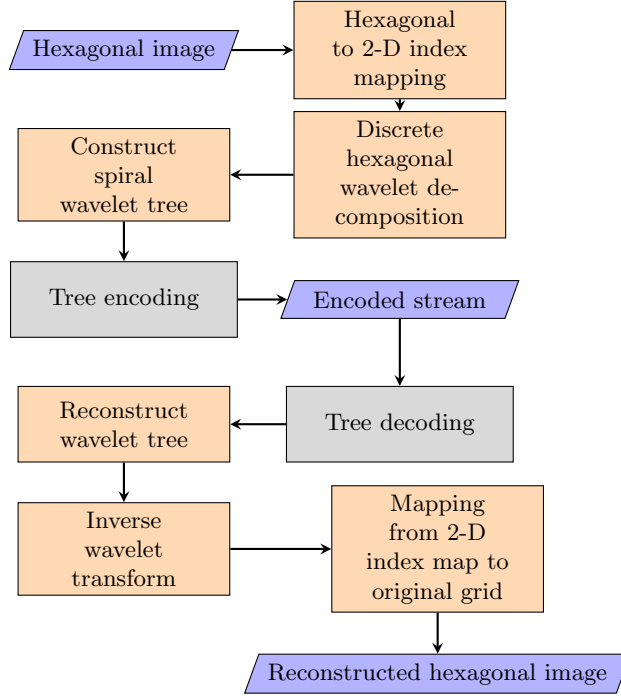 Hexagonal image
Hexagonal
to 2-D index
mapping
Discrete
hexagonal
wavelet de-
composition
Construct
spiral
wavelet tree
Tree encoding
Encoded stream
Tree decoding
Reconstruct
wavelet tree
Inverse
wavelet
transform
Mapping
from 2-D
index map to
original grid
Reconstructed hexagonal image